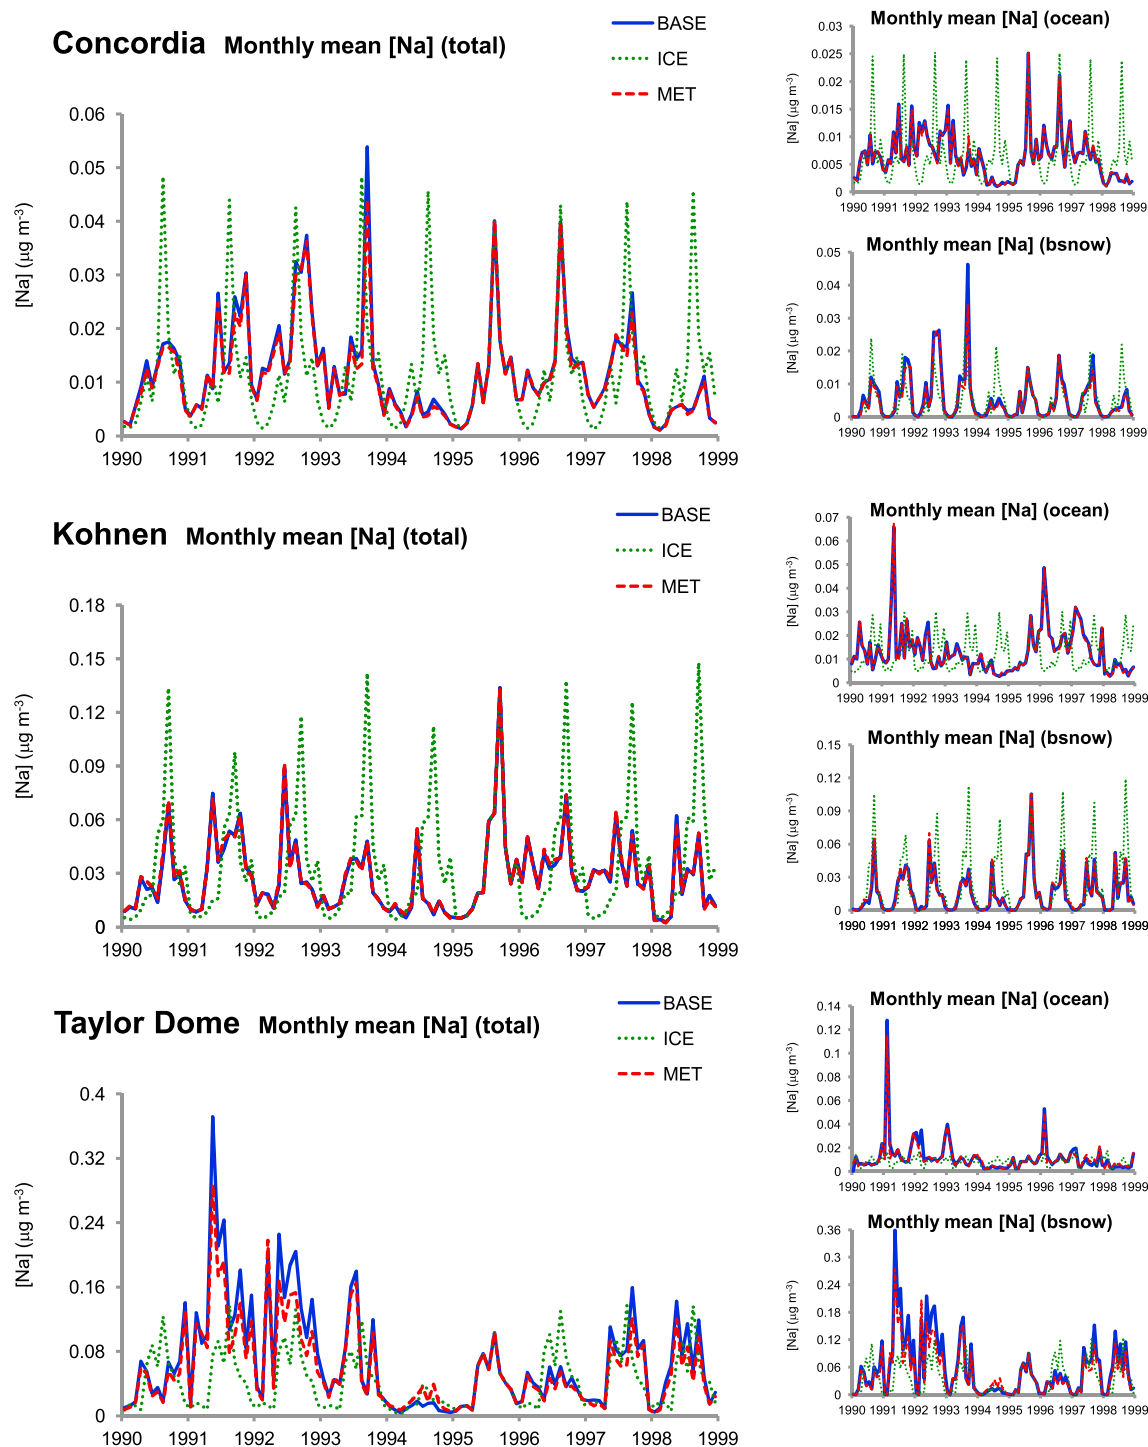 Concordia Monthly mean [Na] (total)
BASE
ICE
MET
[Na] (µg m-3)
0.06
0.05
0.04
0.03
0.02
0.01
0
1990 1991 1992 1993 1994 1995 1996 1997 1998 1999
Monthly mean [Na] (ocean)
[Na] (µg m-3)
0.03
0.025
0.02
0.015
0.01
0.005
0
1990 1991 1992 1993 1994 1995 1996 1997 1998 1999
Monthly mean [Na] (bsnow)
[Na] (µg m-3)
0.05
0.04
0.03
0.02
0.01
0
1990 1991 1992 1993 1994 1995 1996 1997 1998 1999
Kohnen Monthly mean [Na] (total)
BASE
ICE
MET
[Na] (µg m-3)
0.18
0.15
0.12
0.09
0.06
0.03
0
1990 1991 1992 1993 1994 1995 1996 1997 1998 1999
Monthly mean [Na] (ocean)
[Na] (µg m-3)
0.07
0.06
0.05
0.04
0.03
0.02
0.01
0
1990 1991 1992 1993 1994 1995 1996 1997 1998 1999
Monthly mean [Na] (bsnow)
[Na] (µg m-3)
0.15
0.12
0.09
0.06
0.03
0
1990 1991 1992 1993 1994 1995 1996 1997 1998 1999
Taylor Dome Monthly mean [Na] (total)
BASE
ICE
MET
[Na] (µg m-3)
0.4
0.32
0.24
0.16
0.08
0
1990 1991 1992 1993 1994 1995 1996 1997 1998 1999
Monthly mean [Na] (ocean)
[Na] (µg m-3)
0.14
0.12
0.1
0.08
0.06
0.04
0.02
0
1990 1991 1992 1993 1994 1995 1996 1997 1998 1999
Monthly mean [Na] (bsnow)
[Na] (µg m-3)
0.36
0.3
0.24
0.18
0.12
0.06
0
1990 1991 1992 1993 1994 1995 1996 1997 1998 1999